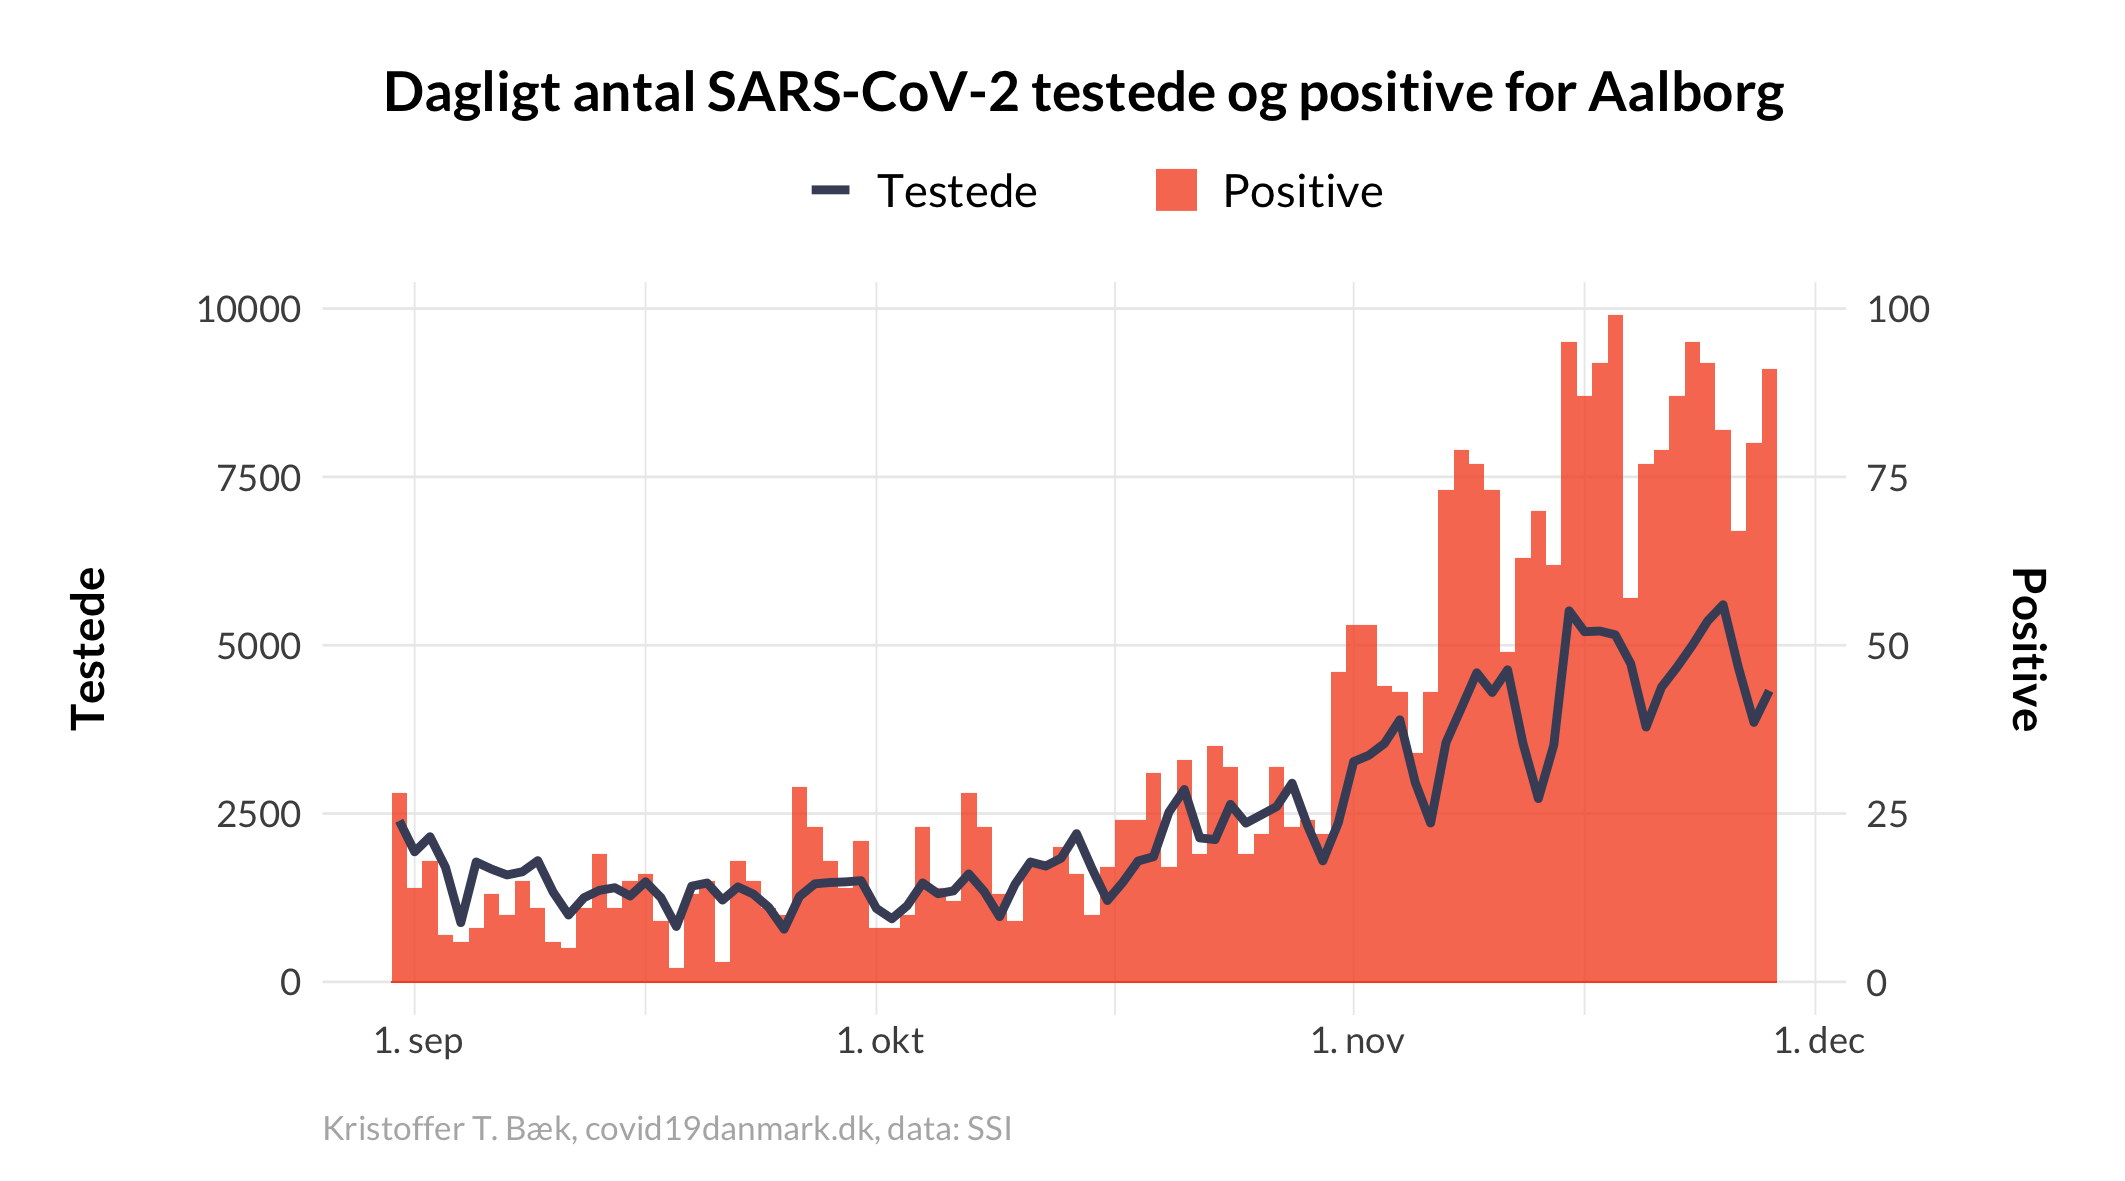 Dagligt antal SARS-CoV-2 testede og positive for Aalborg
Testede Positive
10000 100
7500 75
5000 50
2500 25
0 0
Testede
Positive
1. sep 1. okt 1. nov 1. dec
Kristoffer T. Bæk, covid19danmark.dk, data: SSI